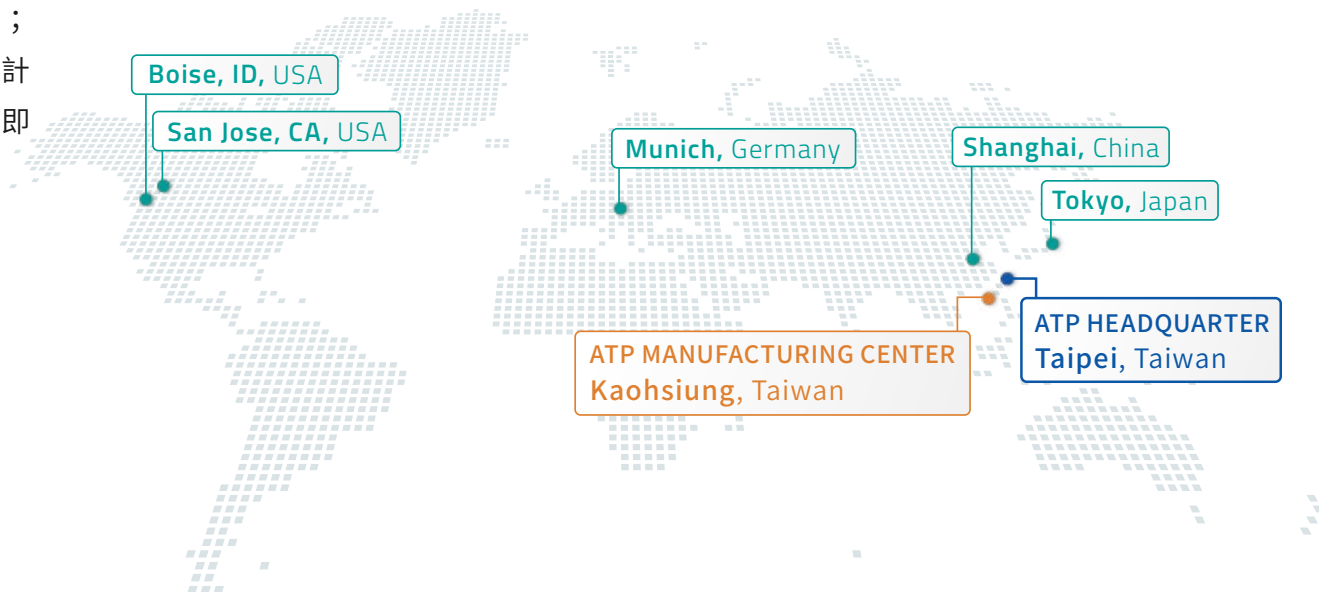 ；
計
即
Boise, ID, USA
San Jose, CA, USA
Munich, Germany
Shanghai, China
Tokyo, Japan
ATP HEADQUARTER
Taipei, Taiwan
ATP MANUFACTURING CENTER
Kaohsiung, Taiwan